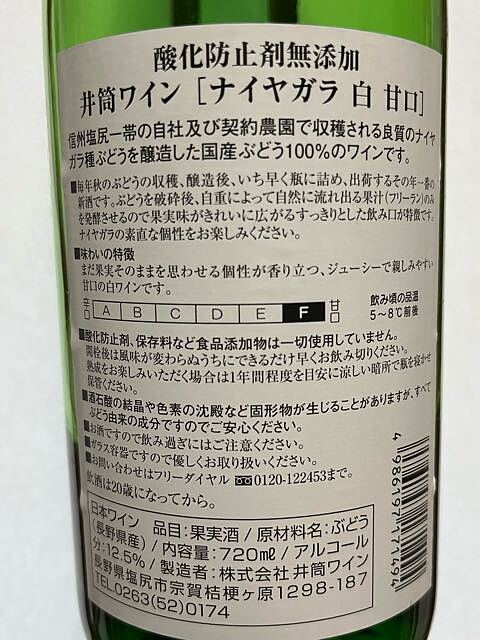 酸化防止剤無添加
井筒ワイン［ナイヤガラ 白 甘口］
信州塩尻一帯の自社及び契約農園で収穫される良質のナイヤ
ガラ種ぶどうを醸造した国産ぶどう100％のワインです。
■毎年秋のぶどうの収穫、醸造後、いち早く瓶に詰め、出荷するその年一番の
新酒です。ぶどうを破砕後、自重によって自然に流れ出る果汁(フリーラン)のみ
を発酵させるので果実味がきれいに広がるすっきりとした飲み口が特徴です。
ナイヤガラの素直な個性をお楽しみください。
■味わいの特徴
まだ果実そのままを思わせる個性が香り立つ、ジューシーで親しみやすい
甘口の白ワインです。
辛口 A B C D E F 甘口 飲み頃の品温
5～8℃前後
■酸化防止剤、保存料など食品添加物は一切使用していません。
開栓後は風味が変わらぬうちにできるだけ早くお飲み切りください。
熟成をお楽しみいただく場合は1年間程度を目安に涼しい暗所で瓶を寝かせ
保管ください。
■酒石酸の結晶や色素の沈殿など固形物が生じることがありますが、すべて
ぶどう由来の成分ですのでご安心ください。
■お酒ですので飲み過ぎにはご注意ください。
■ガラス容器ですので優しくお取り扱いください。
■お問い合わせはフリーダイヤル 0120-122453まで。
飲酒は20歳になってから。
4986197171494
日本ワイン 品目：果実酒／原材料名：ぶどう
(長野県産)／内容量：720mℓ／アルコール
分：12.5％／製造者：株式会社 井筒ワイン
長野県塩尻市宗賀桔梗ヶ原1298-187
TEL0263(52)0174